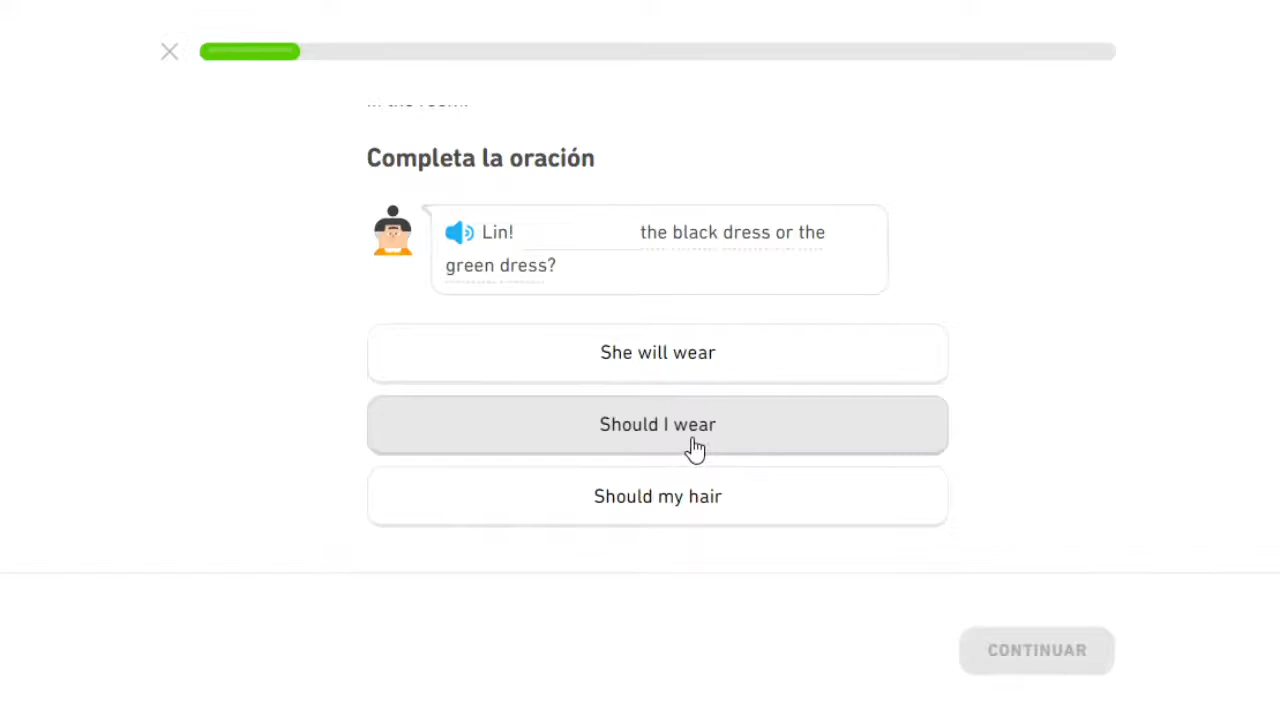 Completa la oración
Lin! the black dress or the
green dress?
She will wear
Should I wear
Should my hair
CONTINUAR